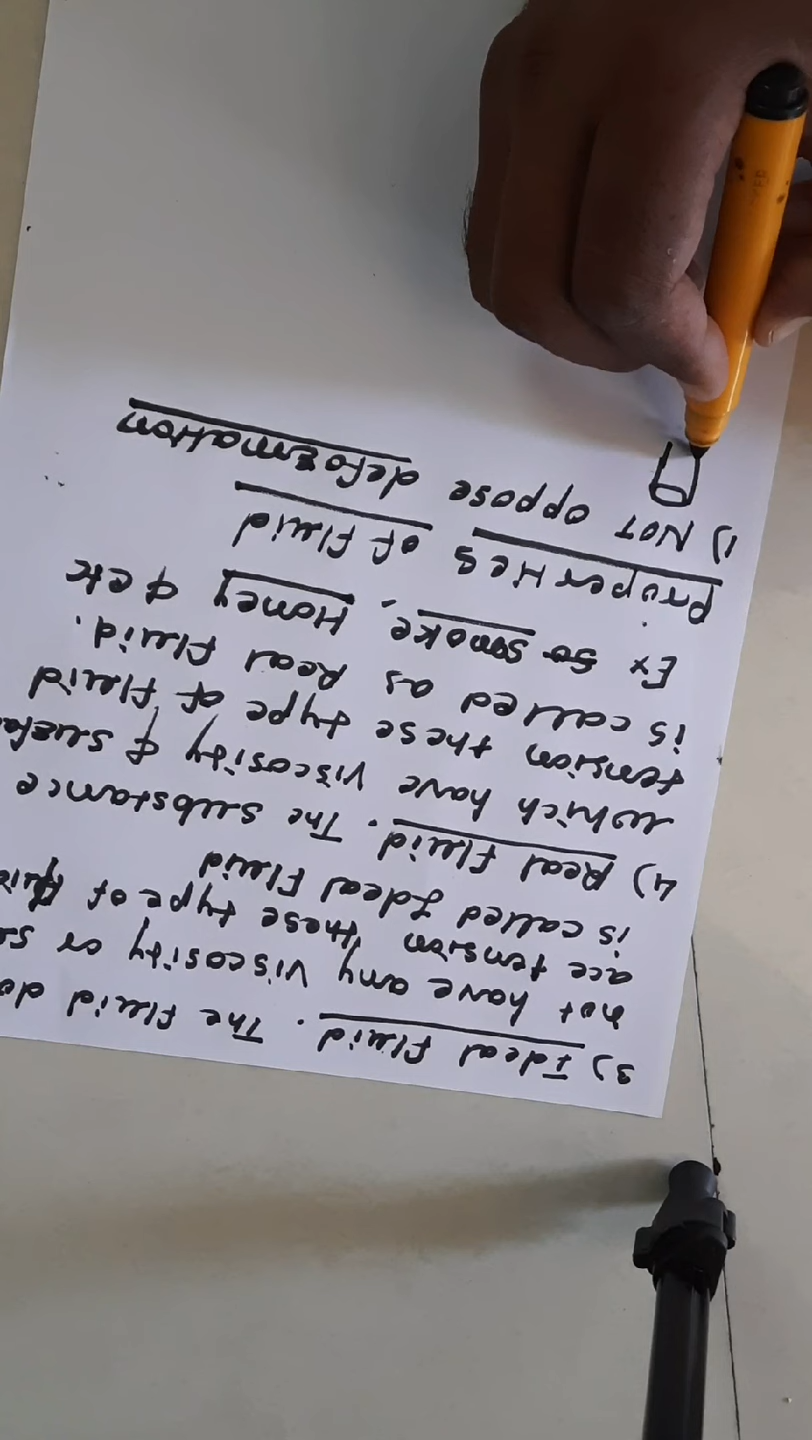 3) Ideal Fluid. The Fluid do
not have any viscosity or su
ace tension these type of
is called Ideal Fluid
4) Real Fluid. The substance
which have viscosity & surfa
tension these type of fluid
is called as Real Fluid.
Ex smoke, Honey & etc
Properties of fluid
1) NOT oppose deformation